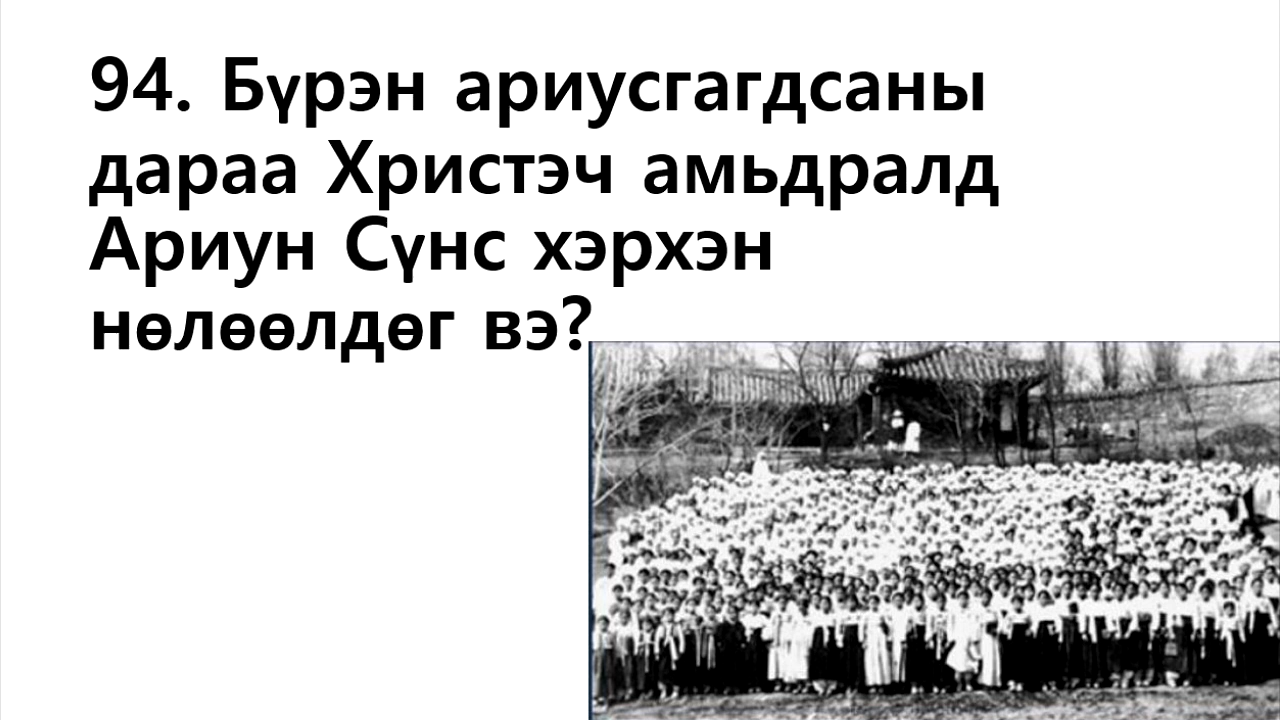 94. Бүрэн ариусгагдсаны
дараа Христэч амьдралд
Ариун Сүнс хэрхэн
нөлөөлдөг вэ?